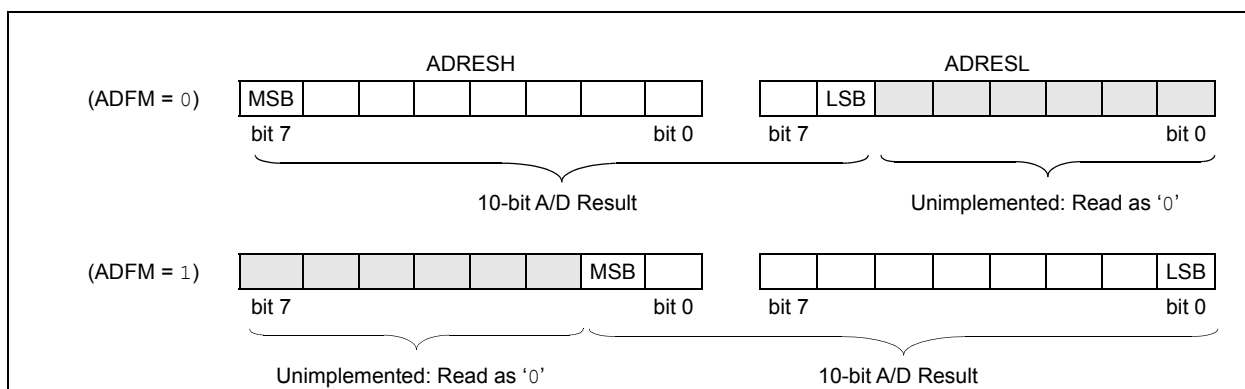 ADRESH ADRESL
(ADFM = 0) MSB LSB
bit 7 bit 0 bit 7 bit 0
10-bit A/D Result Unimplemented: Read as ‘0’
(ADFM = 1) MSB LSB
bit 7 bit 0 bit 7 bit 0
Unimplemented: Read as ‘0’ 10-bit A/D Result